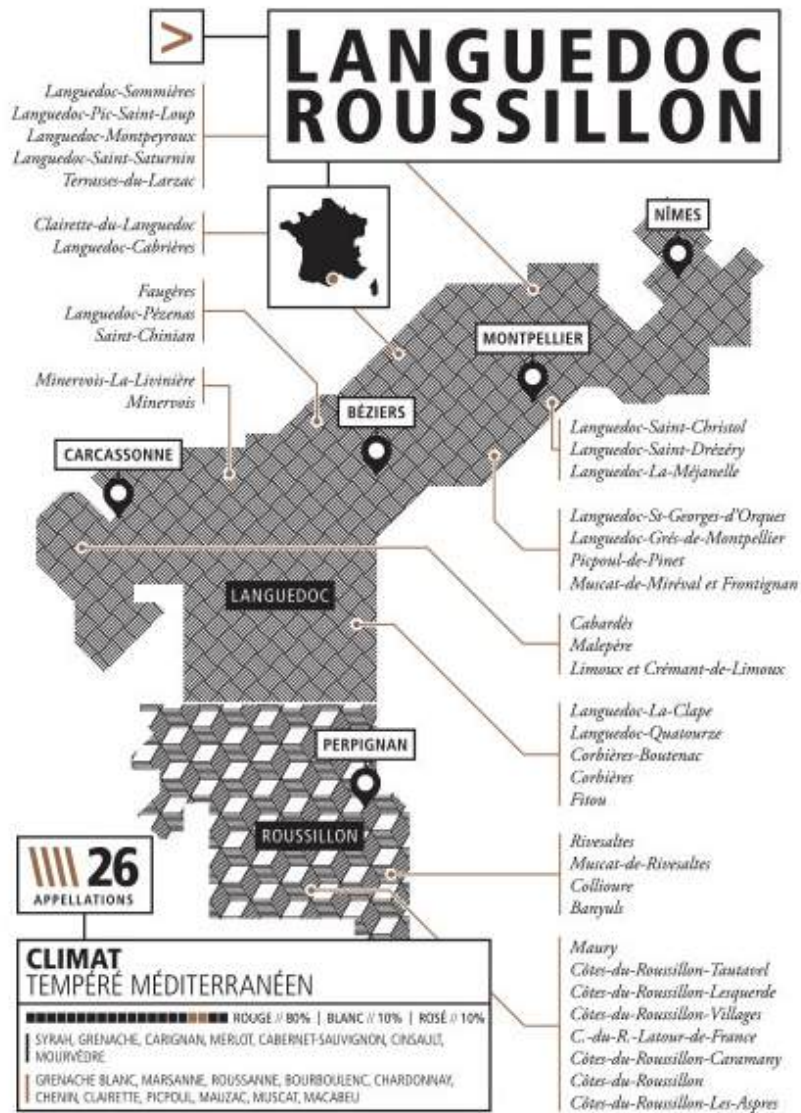 >
LANGUEDOC
ROUSSILLON
Languedoc-Sommières
Languedoc-Pic-Saint-Loup
Languedoc-Montpeyroux
Languedoc-Saint-Saturnin
Terrasses-du-Larzac
Clairette-du-Languedoc
Languedoc-Cabrières
Faugères
Languedoc-Pézenas
Saint-Chinian
Minervois-La-Livinière
Minervois
NÎMES
MONTPELLIER
BÉZIERS
CARCASSONNE
LANGUEDOC
Languedoc-Saint-Christol
Languedoc-Saint-Drézéry
Languedoc-La-Méjanelle
Languedoc-St-Georges-d'Orques
Languedoc-Grés-de-Montpellier
Picpoul-de-Pinet
Muscat-de-Miréval et Frontignan
Cabardès
Malepère
Limoux et Crémant-de-Limoux
Languedoc-La-Clape
Languedoc-Quatourze
Corbières-Boutenac
Corbières
Fitou
PERPIGNAN
ROUSSILLON
Rivesaltes
Muscat-de-Rivesaltes
Collioure
Banyuls
Maury
Côtes-du-Roussillon-Tautavel
Côtes-du-Roussillon-Lesquerde
Côtes-du-Roussillon-Villages
C.-du-R.-Latour-de-France
Côtes-du-Roussillon-Caramany
Côtes-du-Roussillon
Côtes-du-Roussillon-Les-Aspres
26
APPELLATIONS
CLIMAT
TEMPÉRÉ MÉDITERRANÉEN
ROUGE // 80% | BLANC // 10% | ROSÉ // 10%
SYRAH, GRENACHE, CARIGNAN, MERLOT, CABERNET-SAUVIGNON, CINSAULT,
MOURVÈDRE
GRENACHE BLANC, MARSANNE, ROUSSANNE, BOURBOULENC, CHARDONNAY,
CHENIN, CLAIRETTE, PICPOUL, MAUZAC, MUSCAT, MACABEU